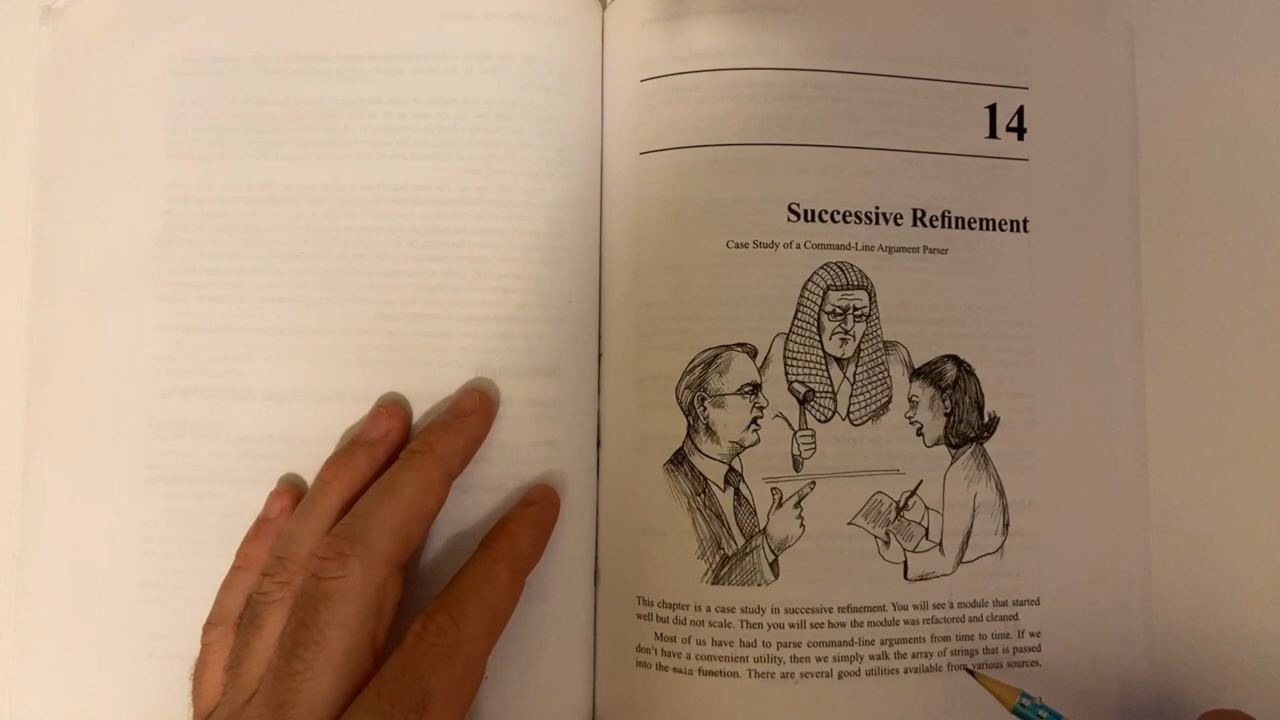 14
Successive Refinement
Case Study of a Command-Line Argument Parser
This chapter is a case study in successive refinement. You will see a module that started
well but did not scale. Then you will see how the module was refactored and cleaned.
Most of us have had to parse command-line arguments from time to time. If we
don't have a convenient utility, then we simply walk the array of strings that is passed
into the main function. There are several good utilities available from various sources,